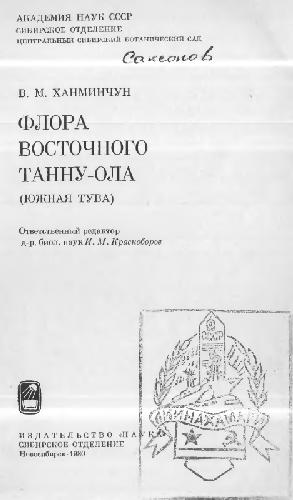 АКАДЕМИЯ НАУК СССР
СИБИРСКОЕ ОТДЕЛЕНИЕ
ЦЕНТРАЛЬНЫЙ СИБИРСКИЙ БОТАНИЧЕСКИЙ САД
Саксонов
В. М. ХАНМИНЧУН
ФЛОРА
ВОСТОЧНОГО
ТАННУ-ОЛА
(ЮЖНАЯ ТУВА)
Ответственный редактор
д-р. биол. наук И. М. Красноборов
ИЗДАТЕЛЬСТВО «НАУКА»
СИБИРСКОЕ ОТДЕЛЕНИЕ
Новосибирск·1980